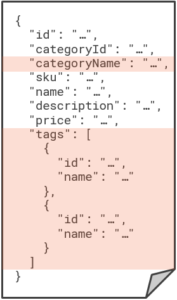 {
  "id": "…",
  "categoryId": "…",
  "categoryName": "…",
  "sku": "…",
  "name": "…",
  "description": "…",
  "price": "…",
  "tags": [
    {
      "id": "…",
      "name": "…"
    },
    {
      "id": "…",
      "name": "…"
    }
  ]
}